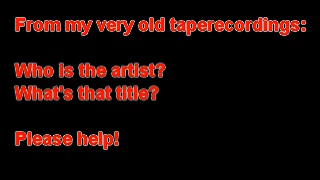 From my very old taperecordings:
Who is the artist?
What's that title?
Please help!